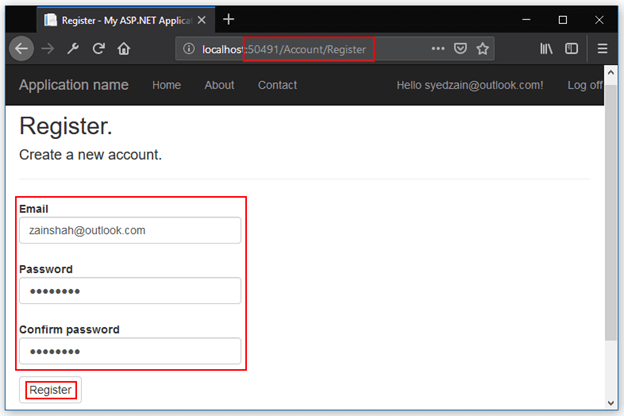 Register - My ASP.NET Applicat
localhost:50491/Account/Register
Application name Home About Contact Hello syedzain@outlook.com! Log off
Register.
Create a new account.
Email
zainshah@outlook.com
Password
••••••••
Confirm password
••••••••
Register